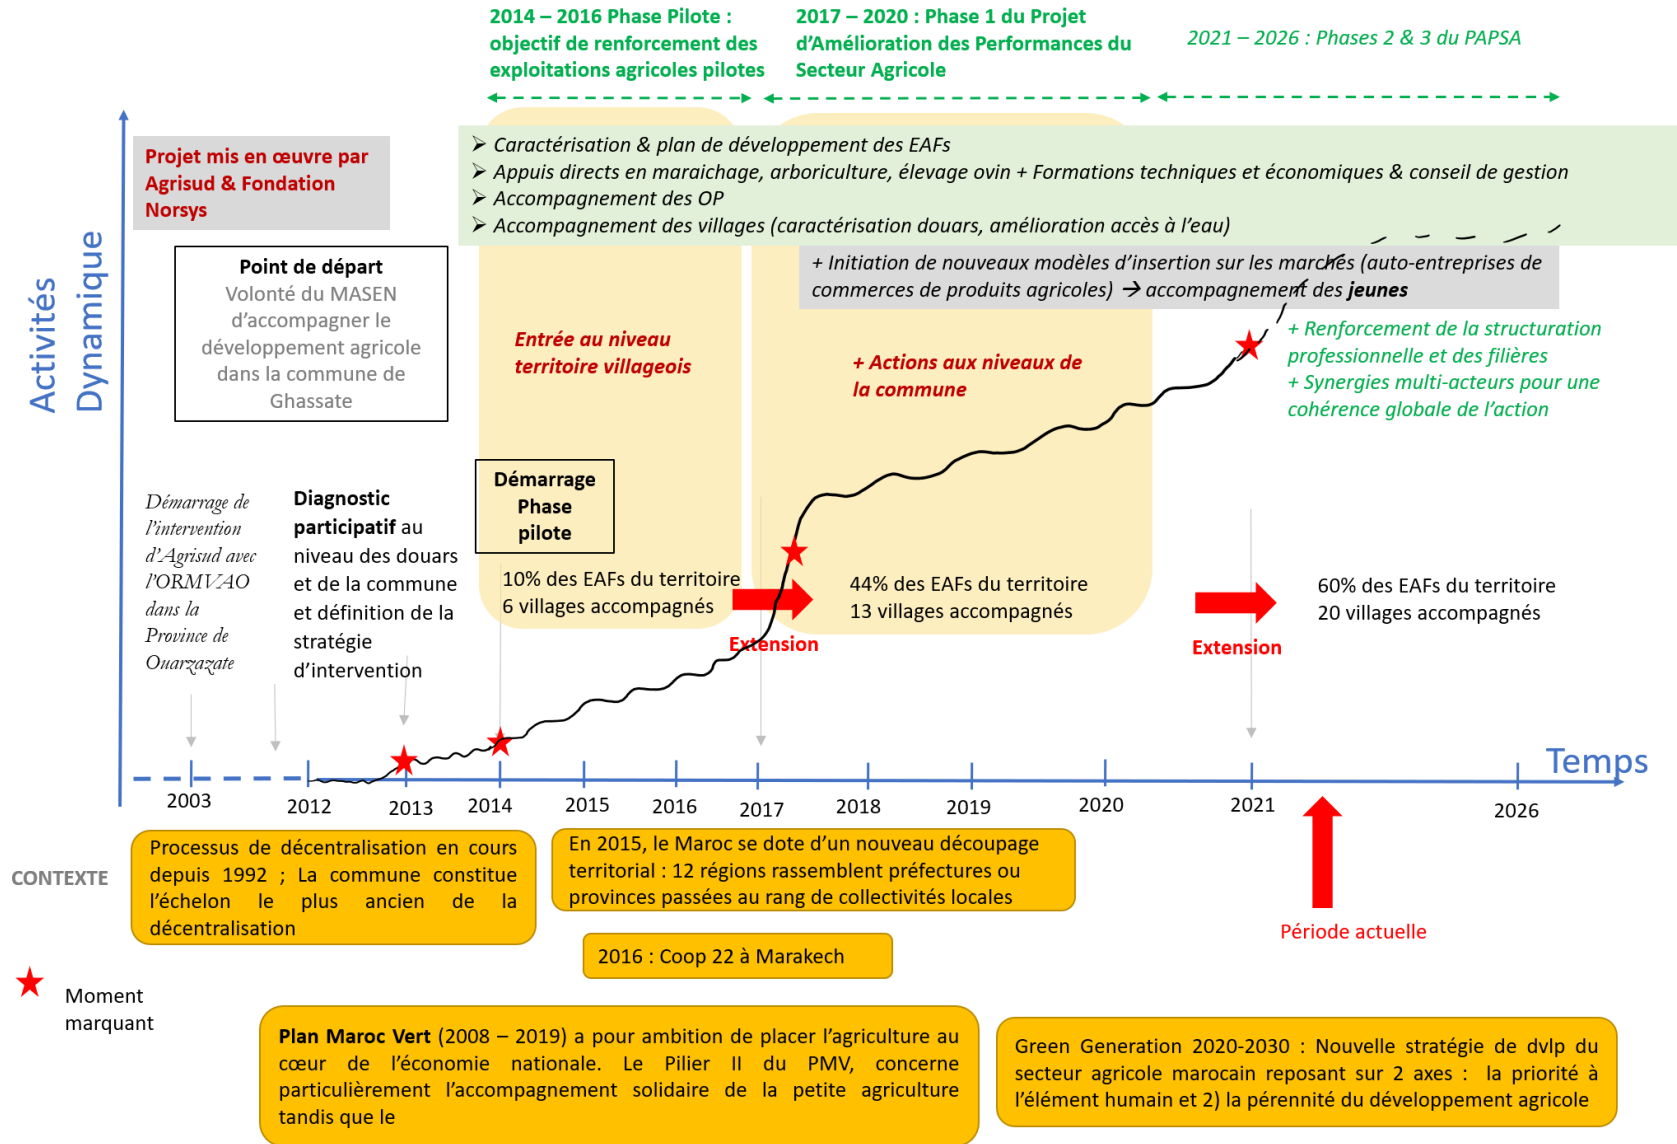 2014 – 2016 Phase Pilote :
objectif de renforcement des
exploitations agricoles pilotes
2017 – 2020 : Phase 1 du Projet
d’Amélioration des Performances du
Secteur Agricole
2021 – 2026 : Phases 2 & 3 du PAPSA
Activités
Dynamique
Projet mis en œuvre par
Agrisud & Fondation
Norsys
➢ Caractérisation & plan de développement des EAFs
➢ Appuis directs en maraichage, arboriculture, élevage ovin + Formations techniques et économiques & conseil de gestion
➢ Accompagnement des OP
➢ Accompagnement des villages (caractérisation douars, amélioration accès à l’eau)
+ Initiation de nouveaux modèles d’insertion sur les marchés (auto-entreprises de
commerces de produits agricoles) → accompagnement des jeunes
Point de départ
Volonté du MASEN
d’accompagner le
développement agricole
dans la commune de
Ghassate
Entrée au niveau
territoire villageois
+ Actions aux niveaux de
la commune
+ Renforcement de la structuration
professionnelle et des filières
+ Synergies multi-acteurs pour une
cohérence globale de l’action
Démarrage de
l’intervention
d’Agrisud avec
l’ORMVAO
dans la
Province de
Ouarzazate
Diagnostic
participatif au
niveau des douars
et de la commune
et définition de la
stratégie
d’intervention
Démarrage
Phase
pilote
10% des EAFs du territoire
6 villages accompagnés
Extension
44% des EAFs du territoire
13 villages accompagnés
Extension
60% des EAFs du territoire
20 villages accompagnés
Temps
2003
2012
2013
2014
2015
2016
2017
2018
2019
2020
2021
2026
CONTEXTE
Processus de décentralisation en cours
depuis 1992 ; La commune constitue
l’échelon le plus ancien de la
décentralisation
En 2015, le Maroc se dote d’un nouveau découpage
territorial : 12 régions rassemblent préfectures ou
provinces passées au rang de collectivités locales
2016 : Coop 22 à Marakech
Période actuelle
Moment
marquant
Plan Maroc Vert (2008 – 2019) a pour ambition de placer l’agriculture au
cœur de l’économie nationale. Le Pilier II du PMV, concerne
particulièrement l’accompagnement solidaire de la petite agriculture
tandis que le
Green Generation 2020-2030 : Nouvelle stratégie de dvlp du
secteur agricole marocain reposant sur 2 axes : la priorité à
l’élément humain et 2) la pérennité du développement agricole